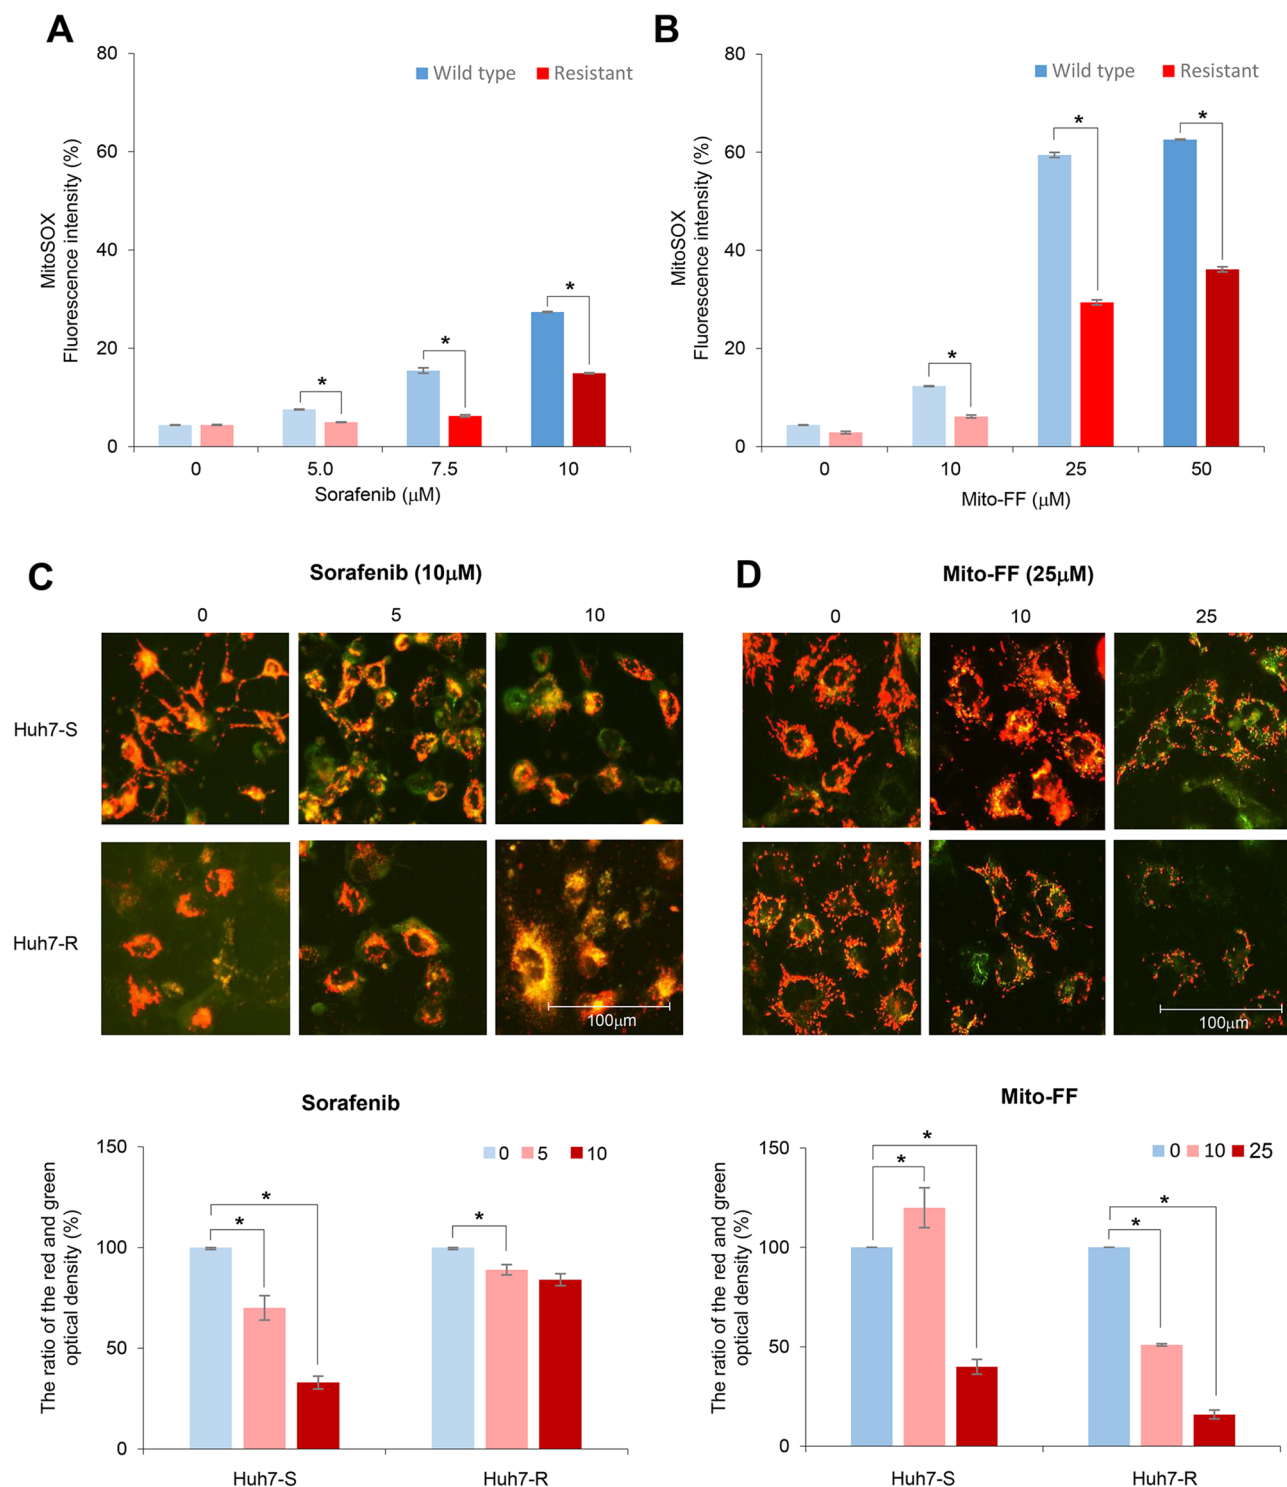 A
80
60
40
20
0
MitoSOX
Fluorescence intensity (%)
Wild type Resistant
*
*
*
0 5.0 7.5 10
Sorafenib (μM)
B
80
60
40
20
0
MitoSOX
Fluorescence intensity (%)
Wild type Resistant
*
*
*
0 10 25 50
Mito-FF (μM)
C
Sorafenib (10μM)
0 5 10
Huh7-S
Huh7-R
100μm
D
Mito-FF (25μM)
0 10 25
100μm
Sorafenib
150
100
50
0
The ratio of the red and green
optical density (%)
0 5 10
*
*
*
Huh7-S Huh7-R
Mito-FF
150
100
50
0
The ratio of the red and green
optical density (%)
0 10 25
*
*
*
*
Huh7-S Huh7-R